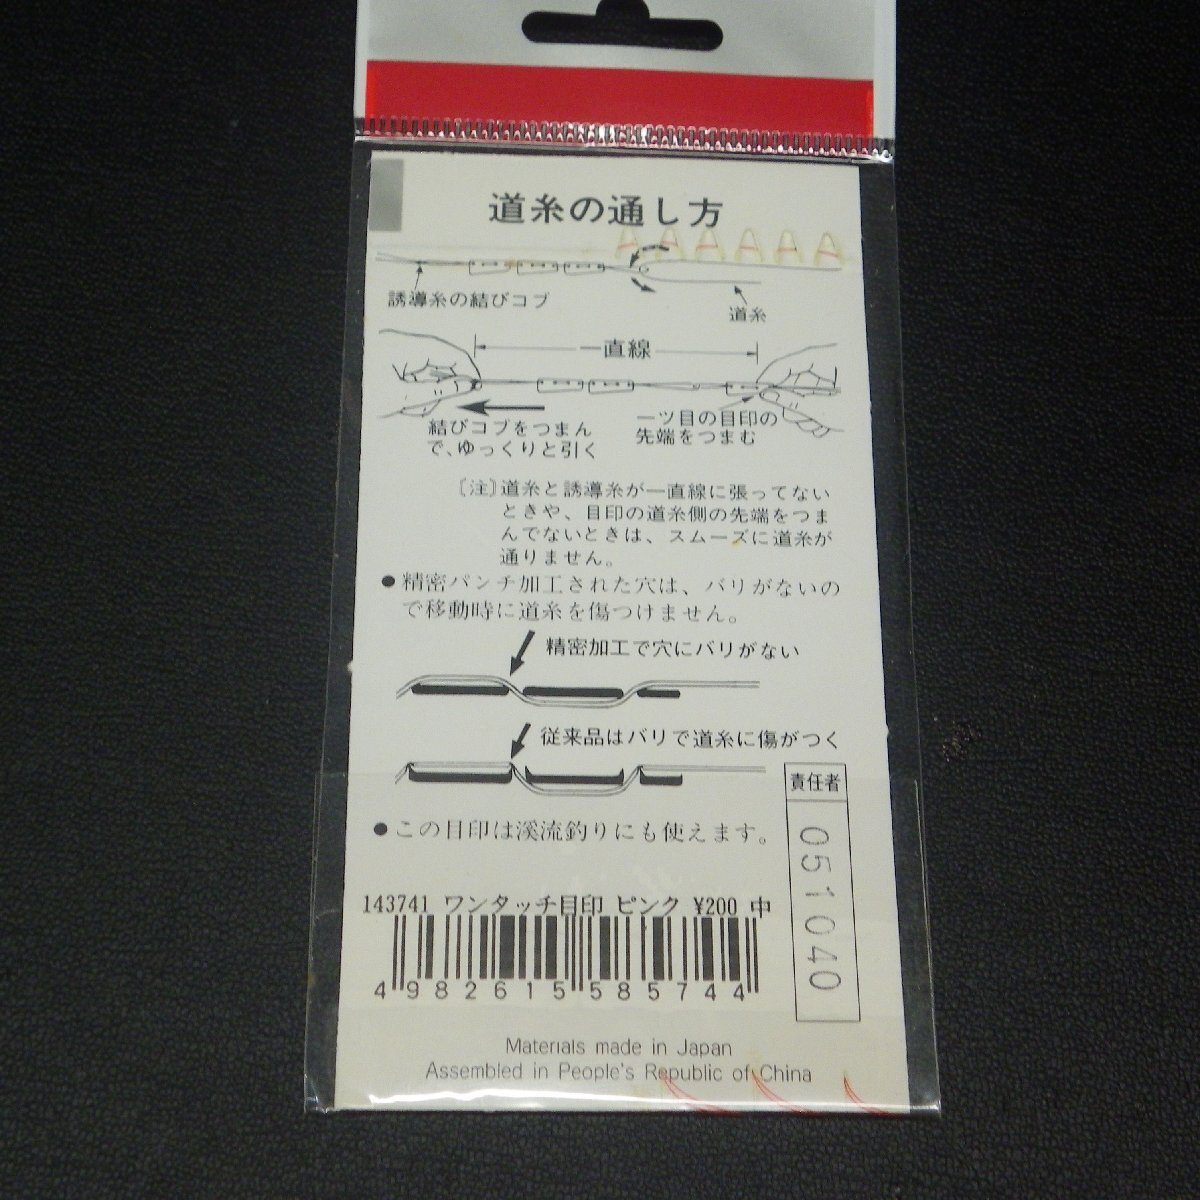 道糸の通し方
誘導糸の結びコブ
道糸
一直線
結びコブをつまん
で、ゆっくりと引く
一ツ目の目印の
先端をつまむ
〔注〕道糸と誘導糸が一直線に張ってない
ときや、目印の道糸側の先端をつま
んでないときは、スムーズに道糸が
通りません。
●精密パンチ加工された穴は、バリがないの
で移動時に道糸を傷つけません。
精密加工で穴にバリがない
従来品はバリで道糸に傷がつく
責任者
051040
●この目印は渓流釣りにも使えます。
143741 ワンタッチ目印 ピンク ¥200 中
4982615585744
Materials made in Japan
Assembled in People's Republic of China